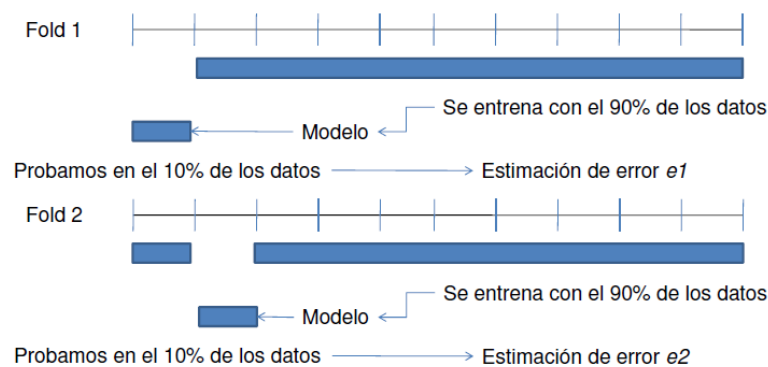 Fold 1
Se entrena con el 90% de los datos
Modelo
Probamos en el 10% de los datos
Estimación de error e1
Fold 2
Se entrena con el 90% de los datos
Modelo
Probamos en el 10% de los datos
Estimación de error e2